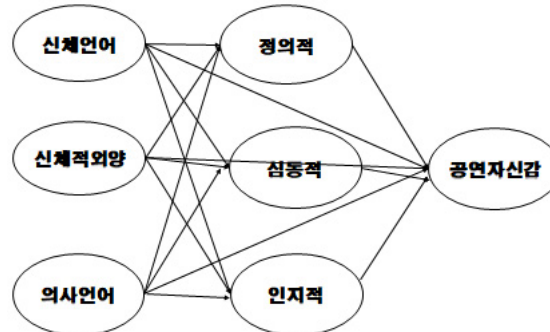 신체언어
정의적
신체적외양
심동적
공연자신감
의사언어
인지적